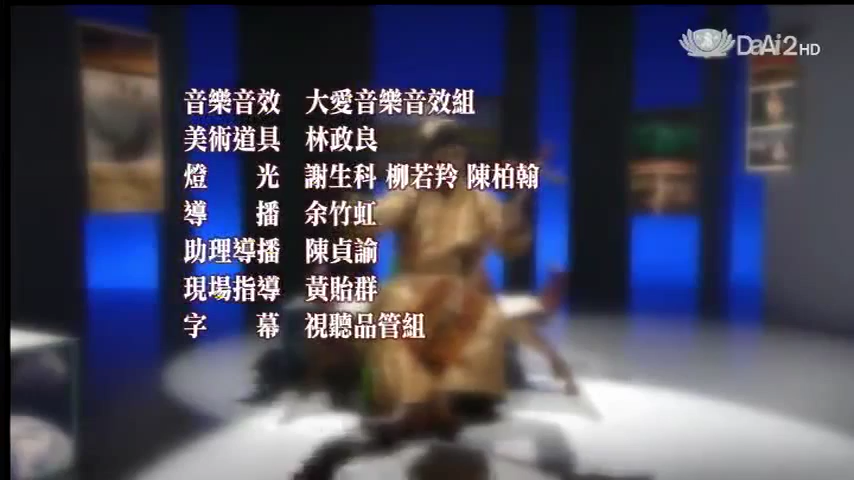 DaAi2HD
音樂音效 大愛音樂音效組
美術道具 林政良
燈光 謝生科 柳若羚 陳柏翰
導播 余竹虹
助理導播 陳貞諭
現場指導 黃貽群
字幕 視聽品管組